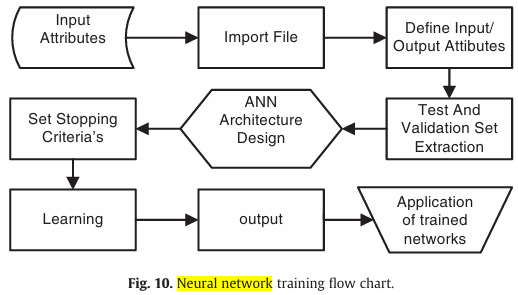 Input
Attributes
Import File
Define Input/
Output Attibutes
Test And
Validation Set
Extraction
ANN
Architecture
Design
Set Stopping
Criteria's
Learning
output
Application
of trained
networks
Fig. 10. Neural network training flow chart.